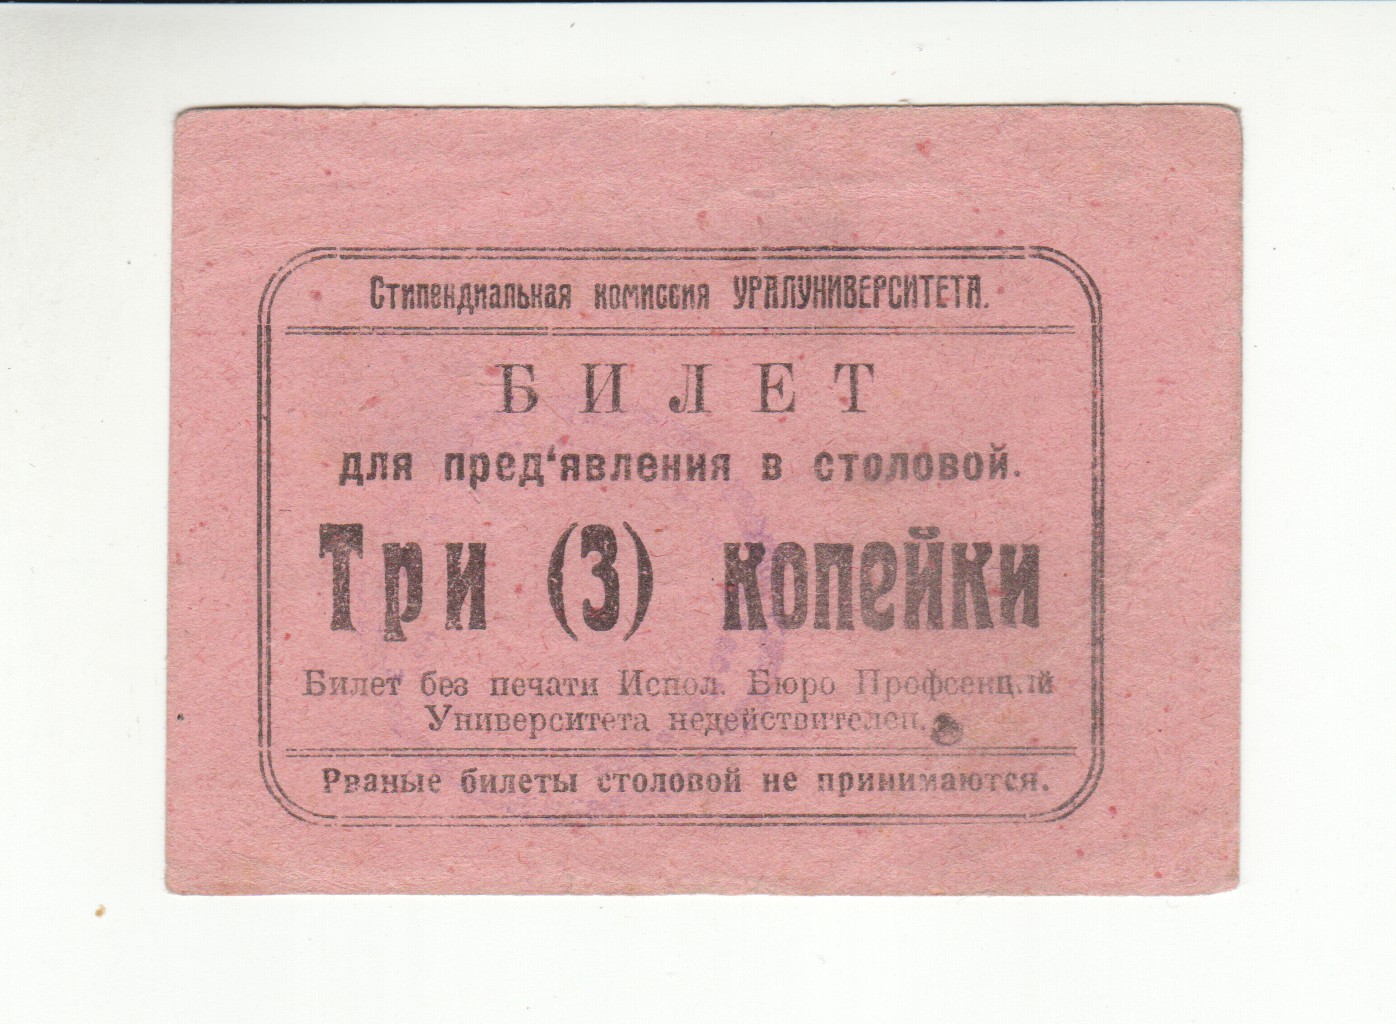 Стипендиальная комиссия УРАЛУНИВЕРСИТЕТА.
БИЛЕТ
для пред'явления в столовой.
Три (3) копейки
Билет без печати Испол. Бюро Профсекций
Университета недействителен.
Рваные билеты столовой не принимаются.